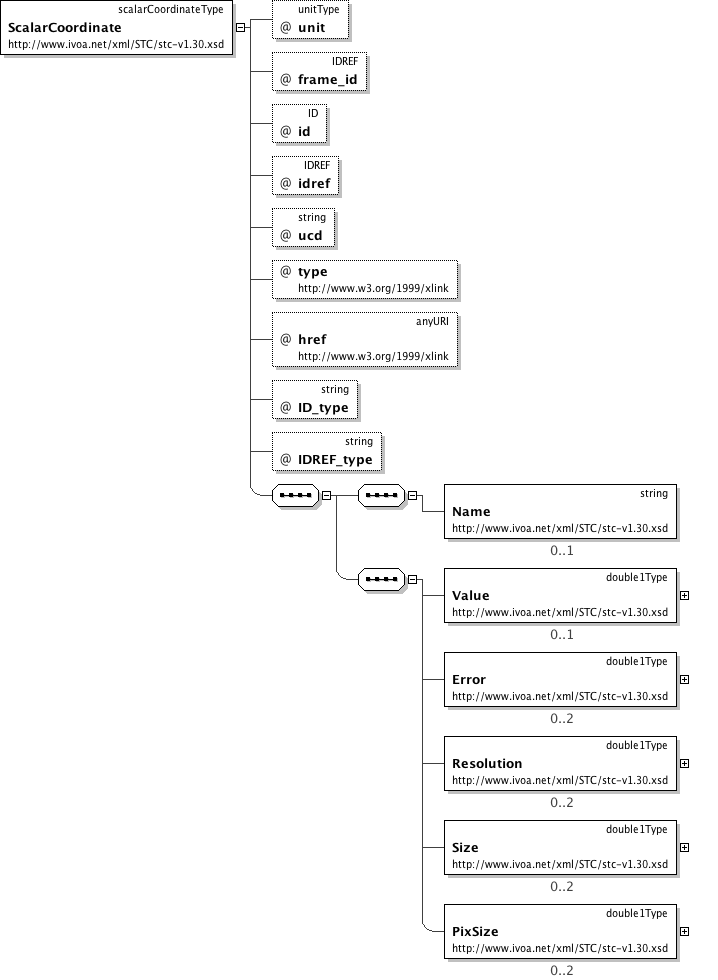 scalarCoordinateType
ScalarCoordinate
http://www.ivoa.net/xml/STC/stc-v1.30.xsd
unitType
@ unit
IDREF
@ frame_id
ID
@ id
IDREF
@ idref
string
@ ucd
@ type
http://www.w3.org/1999/xlink
anyURI
@ href
http://www.w3.org/1999/xlink
string
@ ID_type
string
@ IDREF_type
string
Name
http://www.ivoa.net/xml/STC/stc-v1.30.xsd
0..1
double1Type
Value
http://www.ivoa.net/xml/STC/stc-v1.30.xsd
0..1
double1Type
Error
http://www.ivoa.net/xml/STC/stc-v1.30.xsd
0..2
double1Type
Resolution
http://www.ivoa.net/xml/STC/stc-v1.30.xsd
0..2
double1Type
Size
http://www.ivoa.net/xml/STC/stc-v1.30.xsd
0..2
double1Type
PixSize
http://www.ivoa.net/xml/STC/stc-v1.30.xsd
0..2